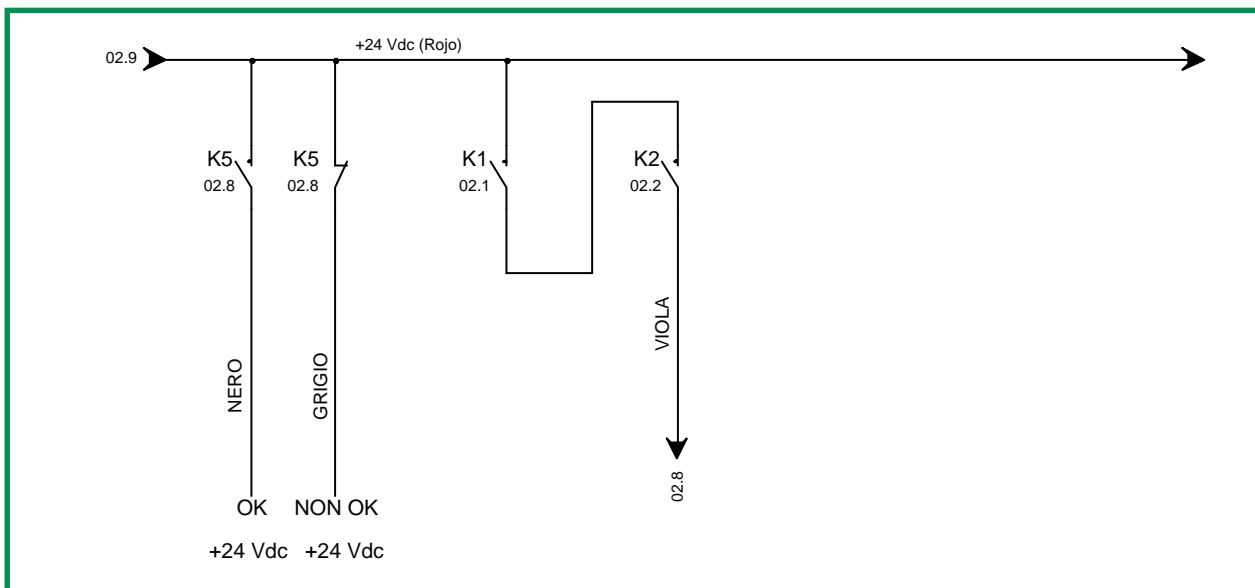 +24 Vdc (Rojo)
02.9
K5
02.8
K5
02.8
K1
02.1
K2
02.2
NERO
GRIGIO
VIOLA
02.8
OK
NON OK
+24 Vdc
+24 Vdc